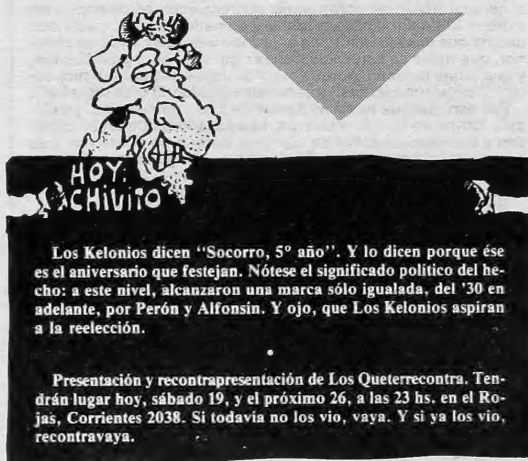 HOY:
CHIVITO
Los Kelonios dicen "Socorro, 5° año". Y lo dicen porque ése
es el aniversario que festejan. Nótese el significado político del he-
cho: a este nivel, alcanzaron una marca sólo igualada, del '30 en
adelante, por Perón y Alfonsín. Y ojo, que Los Kelonios aspiran
a la reelección.
•
Presentación y recontrapresentación de Los Queterrecontra. Ten-
drán lugar hoy, sábado 19, y el próximo 26, a las 23 hs. en el Ro-
jas, Corrientes 2038. Si todavía no los vio, vaya. Y si ya los vio,
recontravaya.